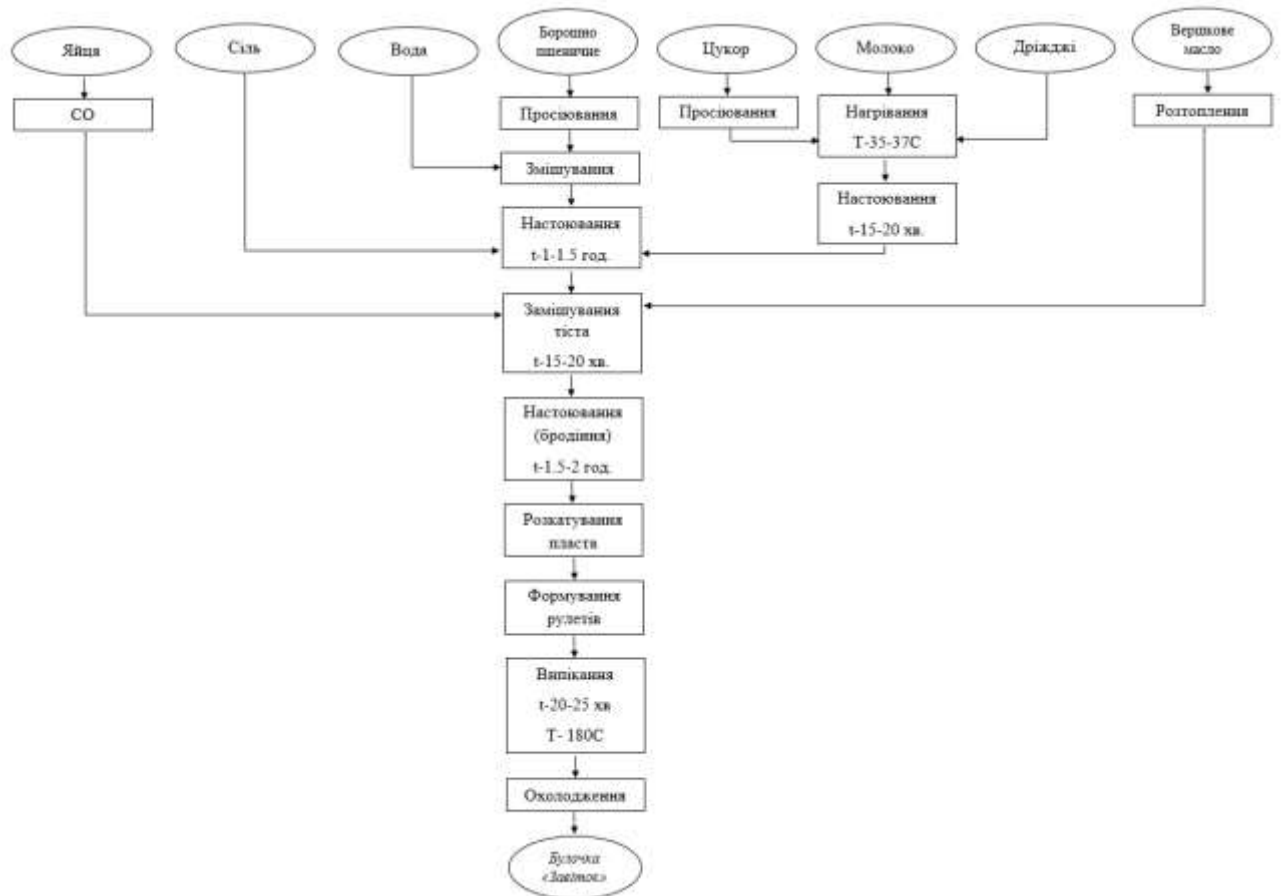 Яйця
Сіль
Вода
Борошно
пшеничне
Цукор
Молоко
Дріжджі
Вершкове
масло
СО
Просіювання
Просіювання
Нагрівання
Т-35-37С
Розтоплення
Змішування
Настоювання
t-15-20 хв.
Настоювання
t-1-1.5 год.
Замішування
тіста
t-15-20 хв.
Настоювання
(бродіння)
t-1.5-2 год.
Розкатування
пласта
Формування
рулетів
Випікання
t-20-25 хв
Т- 180С
Охолодження
Булочка
«Завиток»